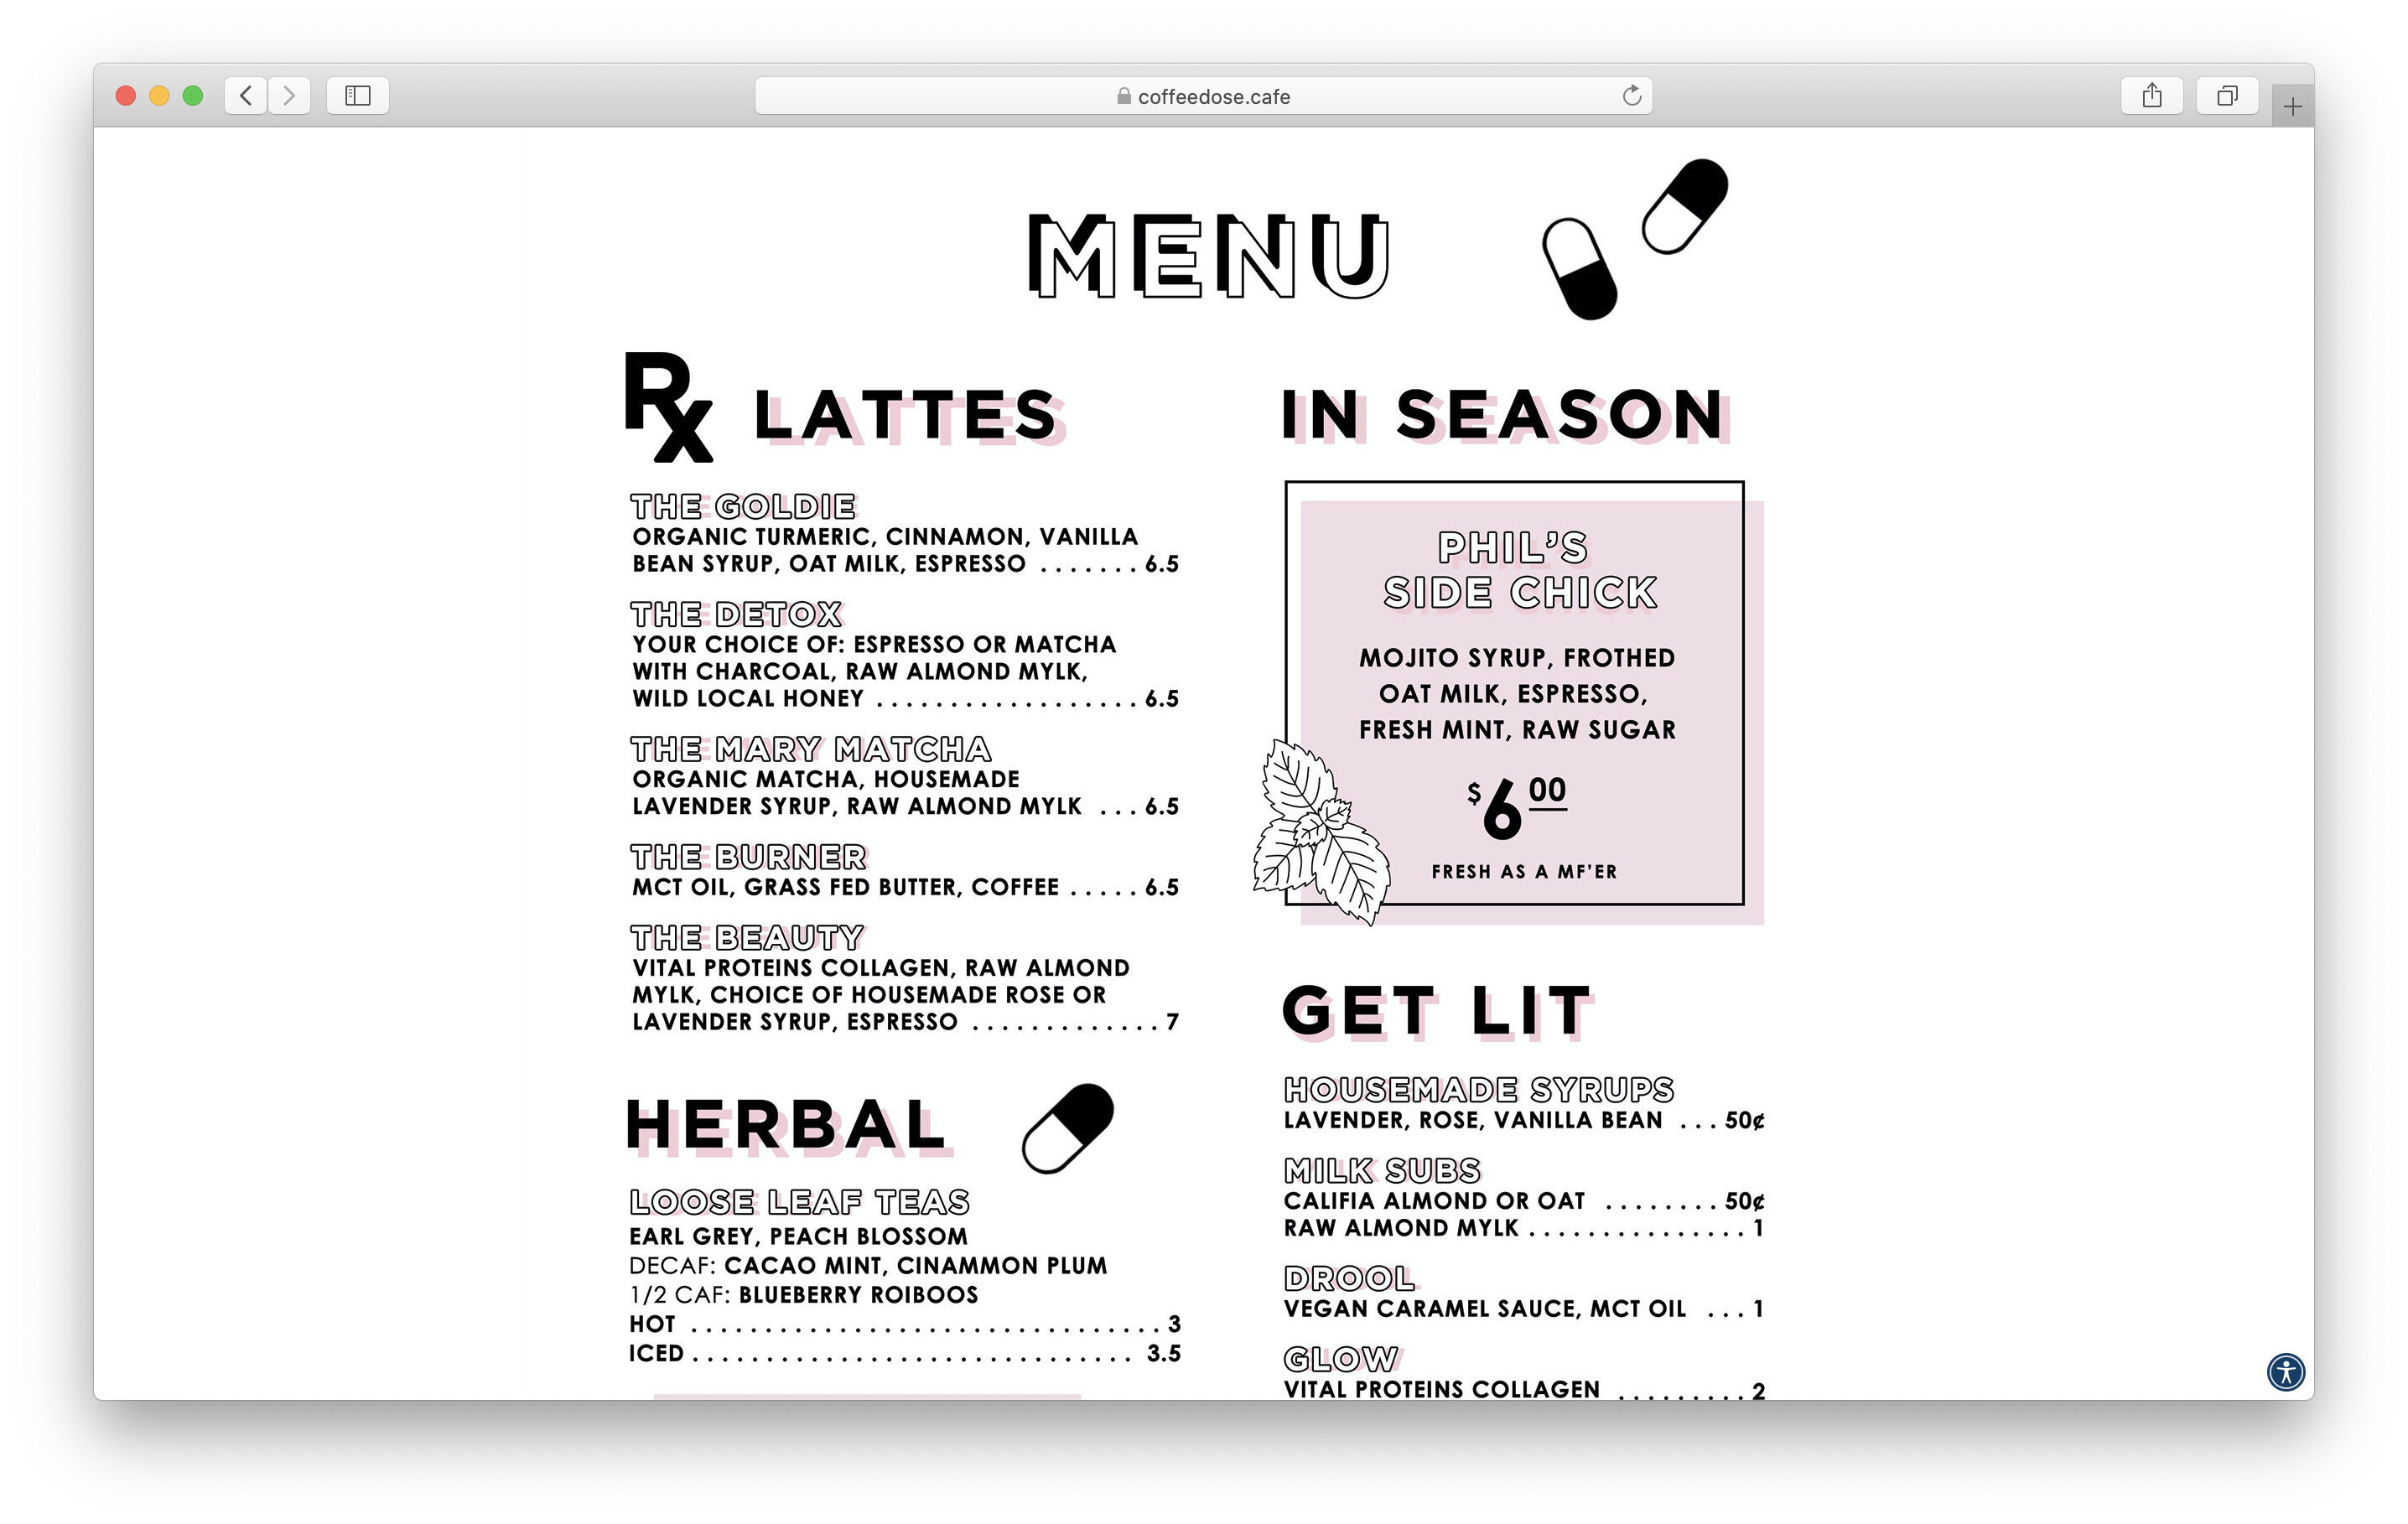 coffeedose.cafe
MENU
Rx LATTES
THE GOLDIE
ORGANIC TURMERIC, CINNAMON, VANILLA
BEAN SYRUP, OAT MILK, ESPRESSO . . . . . . . 6.5
THE DETOX
YOUR CHOICE OF: ESPRESSO OR MATCHA
WITH CHARCOAL, RAW ALMOND MYLK,
WILD LOCAL HONEY . . . . . . . . . . . . . . . . . . 6.5
THE MARY MATCHA
ORGANIC MATCHA, HOUSEMADE
LAVENDER SYRUP, RAW ALMOND MYLK . . . 6.5
THE BURNER
MCT OIL, GRASS FED BUTTER, COFFEE . . . . . 6.5
THE BEAUTY
VITAL PROTEINS COLLAGEN, RAW ALMOND
MYLK, CHOICE OF HOUSEMADE ROSE OR
LAVENDER SYRUP, ESPRESSO . . . . . . . . . . . . . 7
HERBAL
LOOSE LEAF TEAS
EARL GREY, PEACH BLOSSOM
DECAF: CACAO MINT, CINAMMON PLUM
1/2 CAF: BLUEBERRY ROIBOOS
HOT . . . . . . . . . . . . . . . . . . . . . . . . . . . . . . . . 3
ICED . . . . . . . . . . . . . . . . . . . . . . . . . . . . . . 3.5
IN SEASON
PHIL'S
SIDE CHICK
MOJITO SYRUP, FROTHED
OAT MILK, ESPRESSO,
FRESH MINT, RAW SUGAR
$6 00
FRESH AS A MF'ER
GET LIT
HOUSEMADE SYRUPS
LAVENDER, ROSE, VANILLA BEAN . . . 50¢
MILK SUBS
CALIFIA ALMOND OR OAT . . . . . . . . 50¢
RAW ALMOND MYLK . . . . . . . . . . . . . . . 1
DROOL
VEGAN CARAMEL SAUCE, MCT OIL . . . 1
GLOW
VITAL PROTEINS COLLAGEN . . . . . . . . . 2